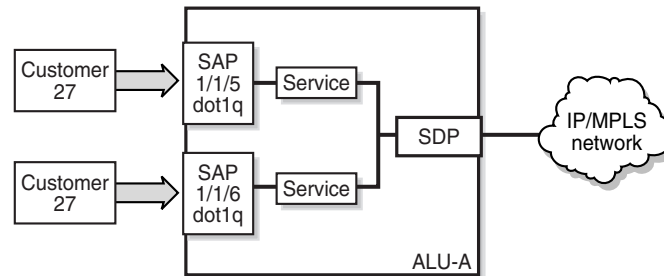 Customer
27
SAP
1/1/5
dot1q
Service
SDP
IP/MPLS
network
Customer
27
SAP
1/1/6
dot1q
Service
ALU-A